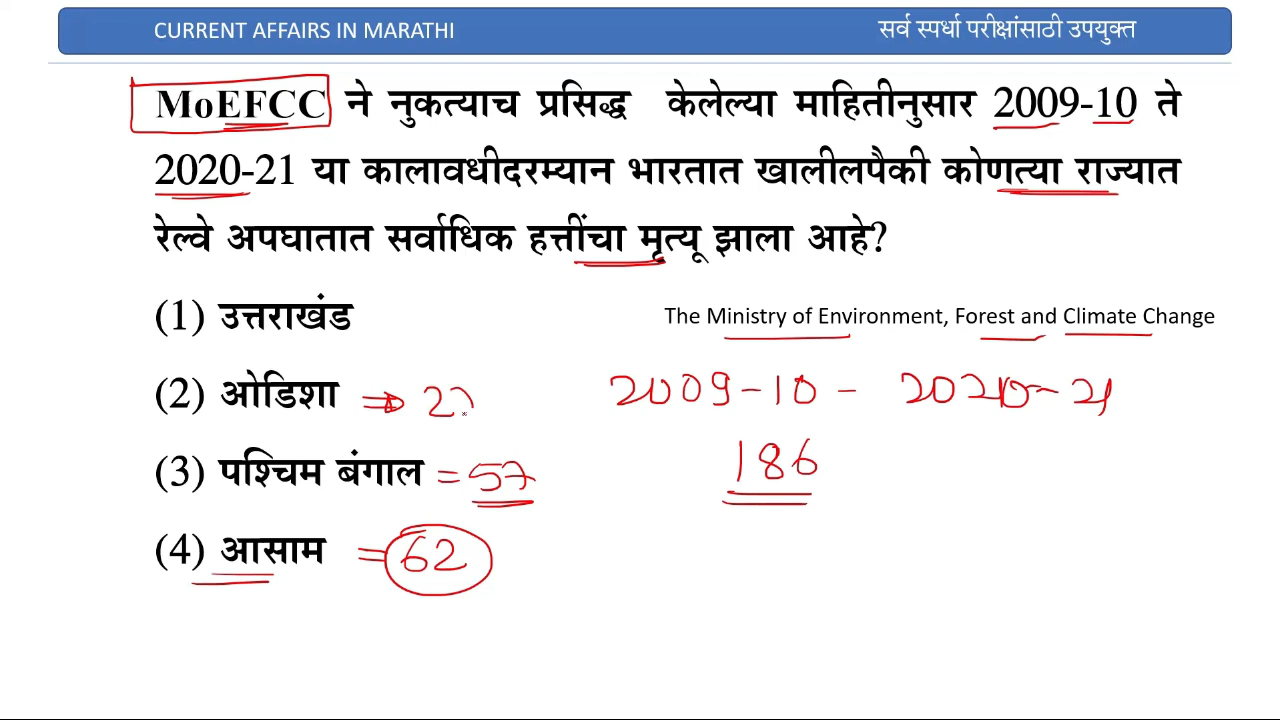 CURRENT AFFAIRS IN MARATHI
सर्व स्पर्धा परीक्षांसाठी उपयुक्त
MoEFCC ने नुकत्याच प्रसिद्ध केलेल्या माहितीनुसार 2009-10 ते
2020-21 या कालावधीदरम्यान भारतात खालीलपैकी कोणत्या राज्यात
रेल्वे अपघातात सर्वाधिक हत्तींचा मृत्यू झाला आहे?
(1) उत्तराखंड
The Ministry of Environment, Forest and Climate Change
(2) ओडिशा
2009-10 - 2020-21
(3) पश्चिम बंगाल = 57
186
(4) आसाम = 62